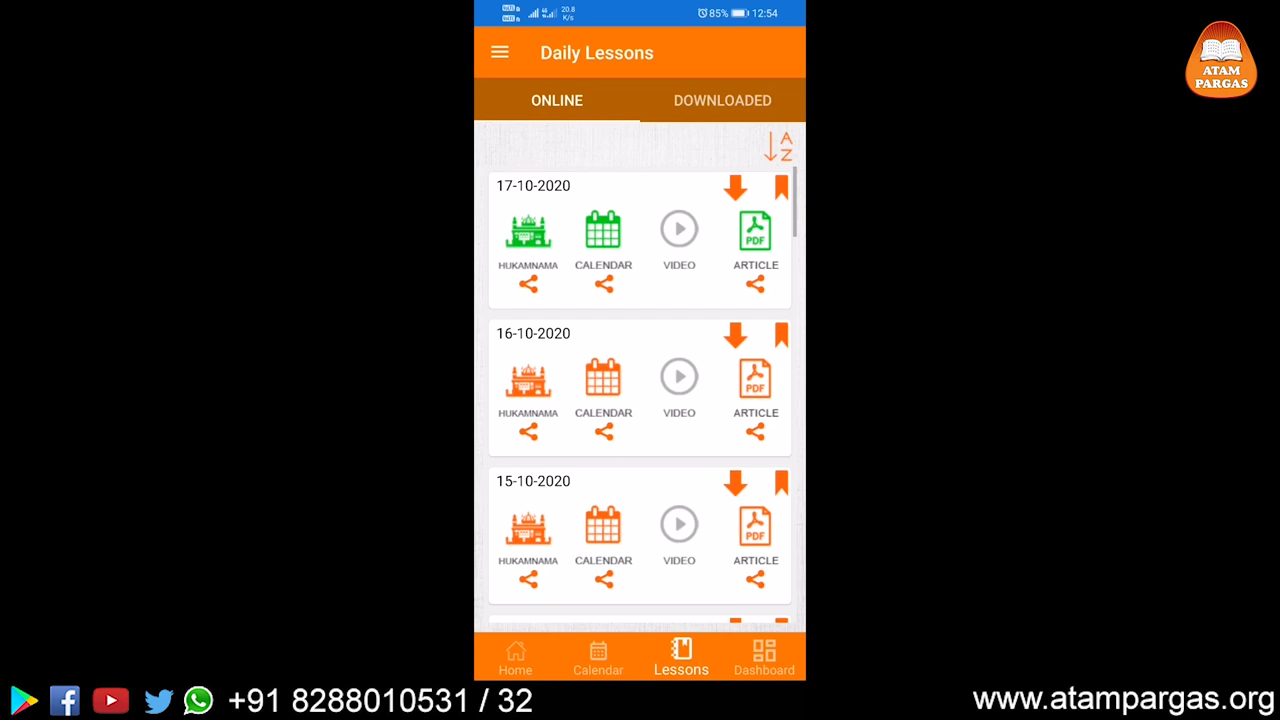 20.8
K/s
85%
12:54
Daily Lessons
ATAM
PARGAS
ONLINE
DOWNLOADED
A
Z
17-10-2020
PDF
HUKAMNAMA
CALENDAR
VIDEO
ARTICLE
16-10-2020
PDF
HUKAMNAMA
CALENDAR
VIDEO
ARTICLE
15-10-2020
PDF
HUKAMNAMA
CALENDAR
VIDEO
ARTICLE
Home
Calendar
Lessons
Dashboard
+91 8288010531 / 32
www.atampargas.org